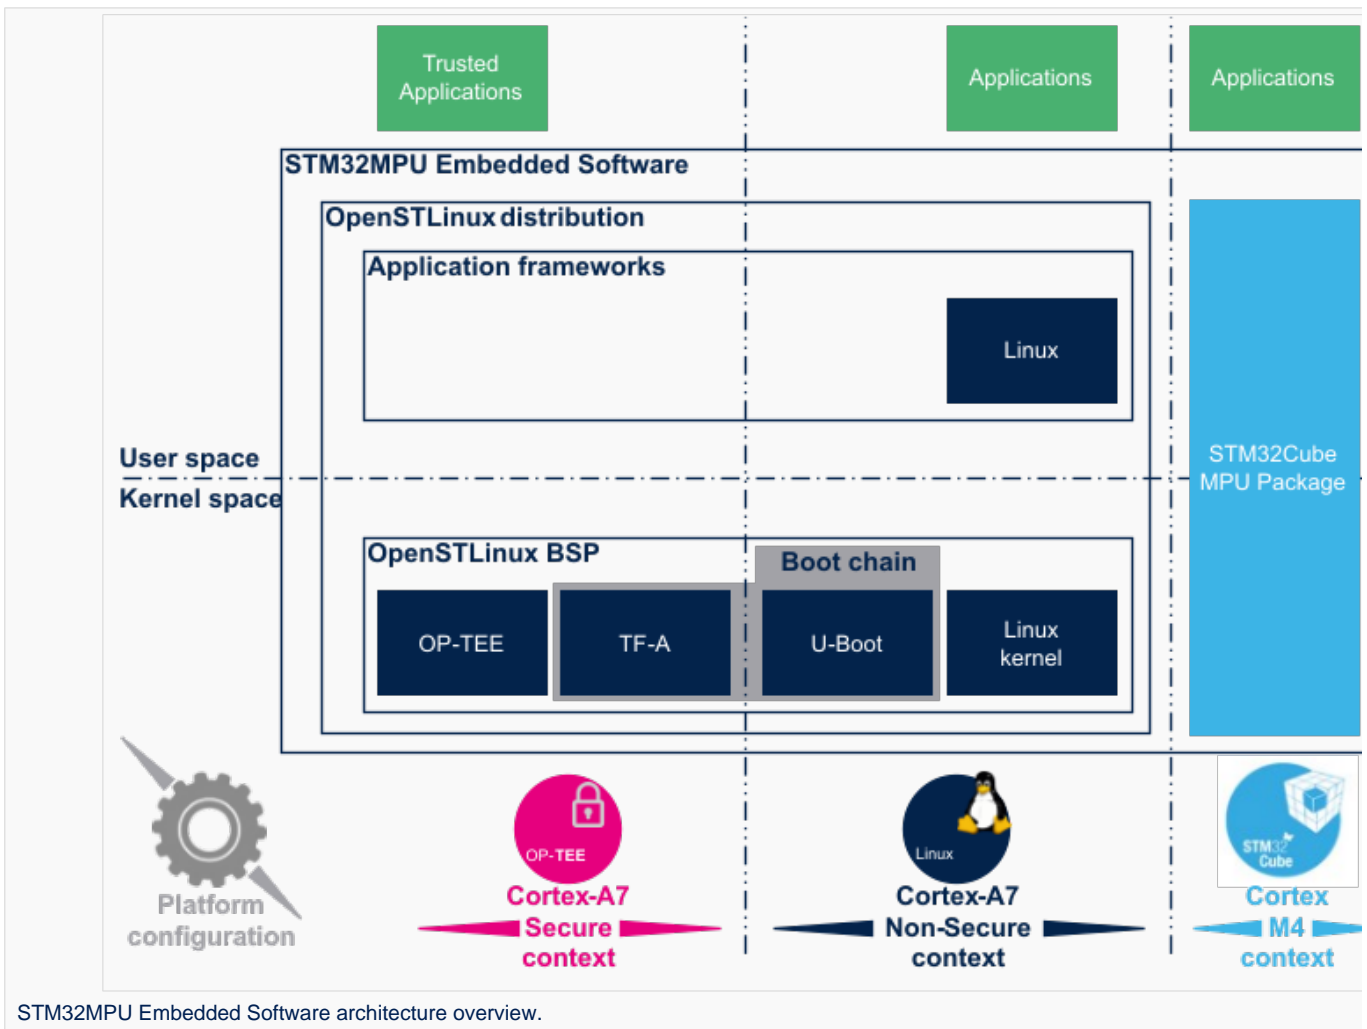 Trusted
Applications
Applications
Applications
STM32MPU Embedded Software
OpenSTLinux distribution
Application frameworks
Linux
User space
Kernel space
STM32Cube
MPU Package
OpenSTLinux BSP
Boot chain
OP-TEE
TF-A
U-Boot
Linux
kernel
OP-TEE
Linux
STM32
Cube
Platform
configuration
Cortex-A7
Secure
context
Cortex-A7
Non-Secure
context
Cortex
M4
context
STM32MPU Embedded Software architecture overview.